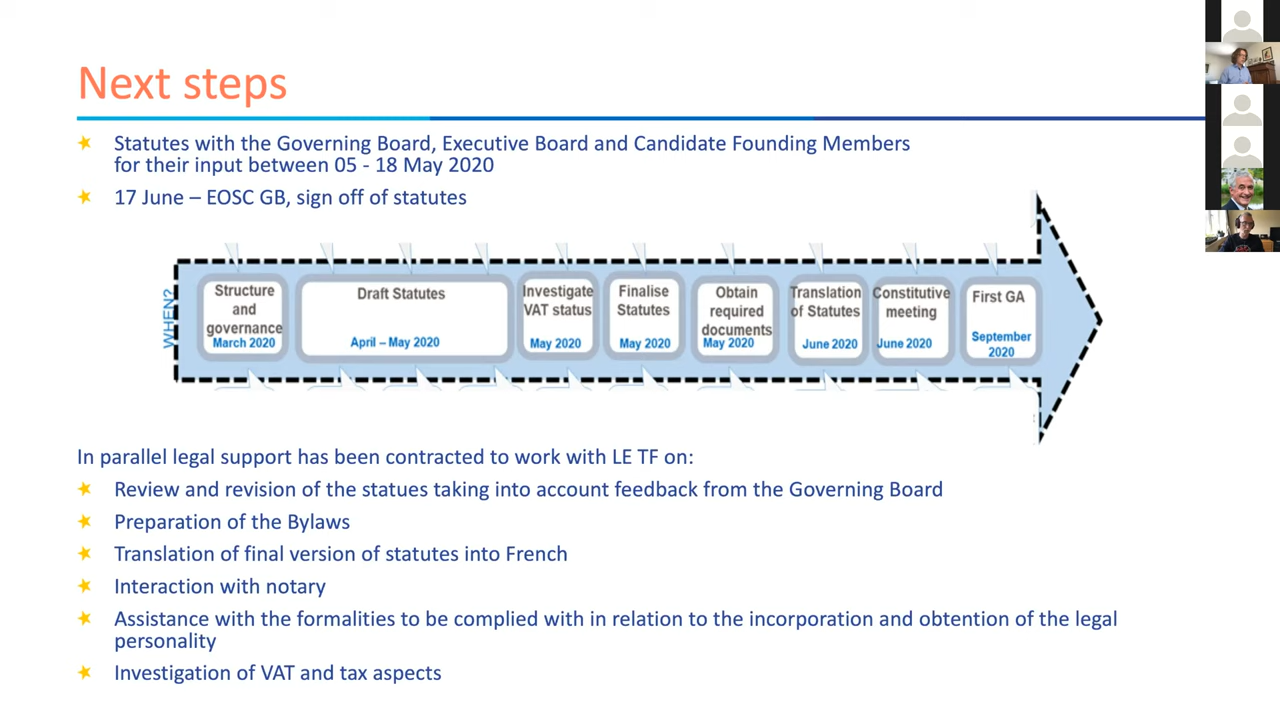 Next steps
Statutes with the Governing Board, Executive Board and Candidate Founding Members
for their input between 05 - 18 May 2020
17 June – EOSC GB, sign off of statutes
WHEN?
Structure
and
governance
March 2020
Draft Statutes
April – May 2020
Investigate
VAT status
May 2020
Finalise
Statutes
May 2020
Obtain
required
documents
May 2020
Translation
of Statutes
June 2020
Constitutive
meeting
June 2020
First GA
September
2020
In parallel legal support has been contracted to work with LE TF on:
Review and revision of the statues taking into account feedback from the Governing Board
Preparation of the Bylaws
Translation of final version of statutes into French
Interaction with notary
Assistance with the formalities to be complied with in relation to the incorporation and obtention of the legal
personality
Investigation of VAT and tax aspects